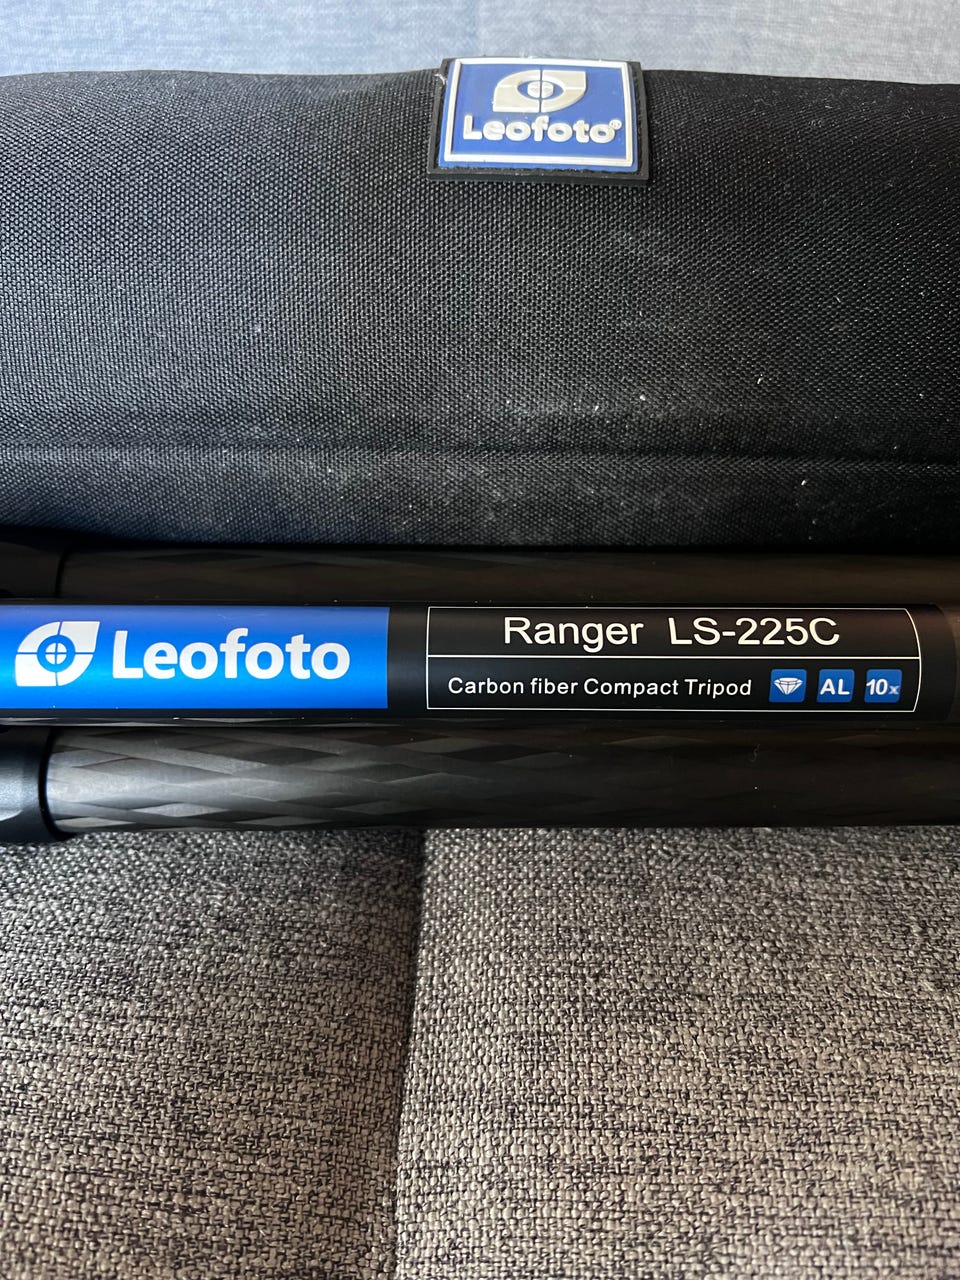 Leofoto®
Leofoto
Ranger LS-225C
Carbon fiber Compact Tripod AL 10x